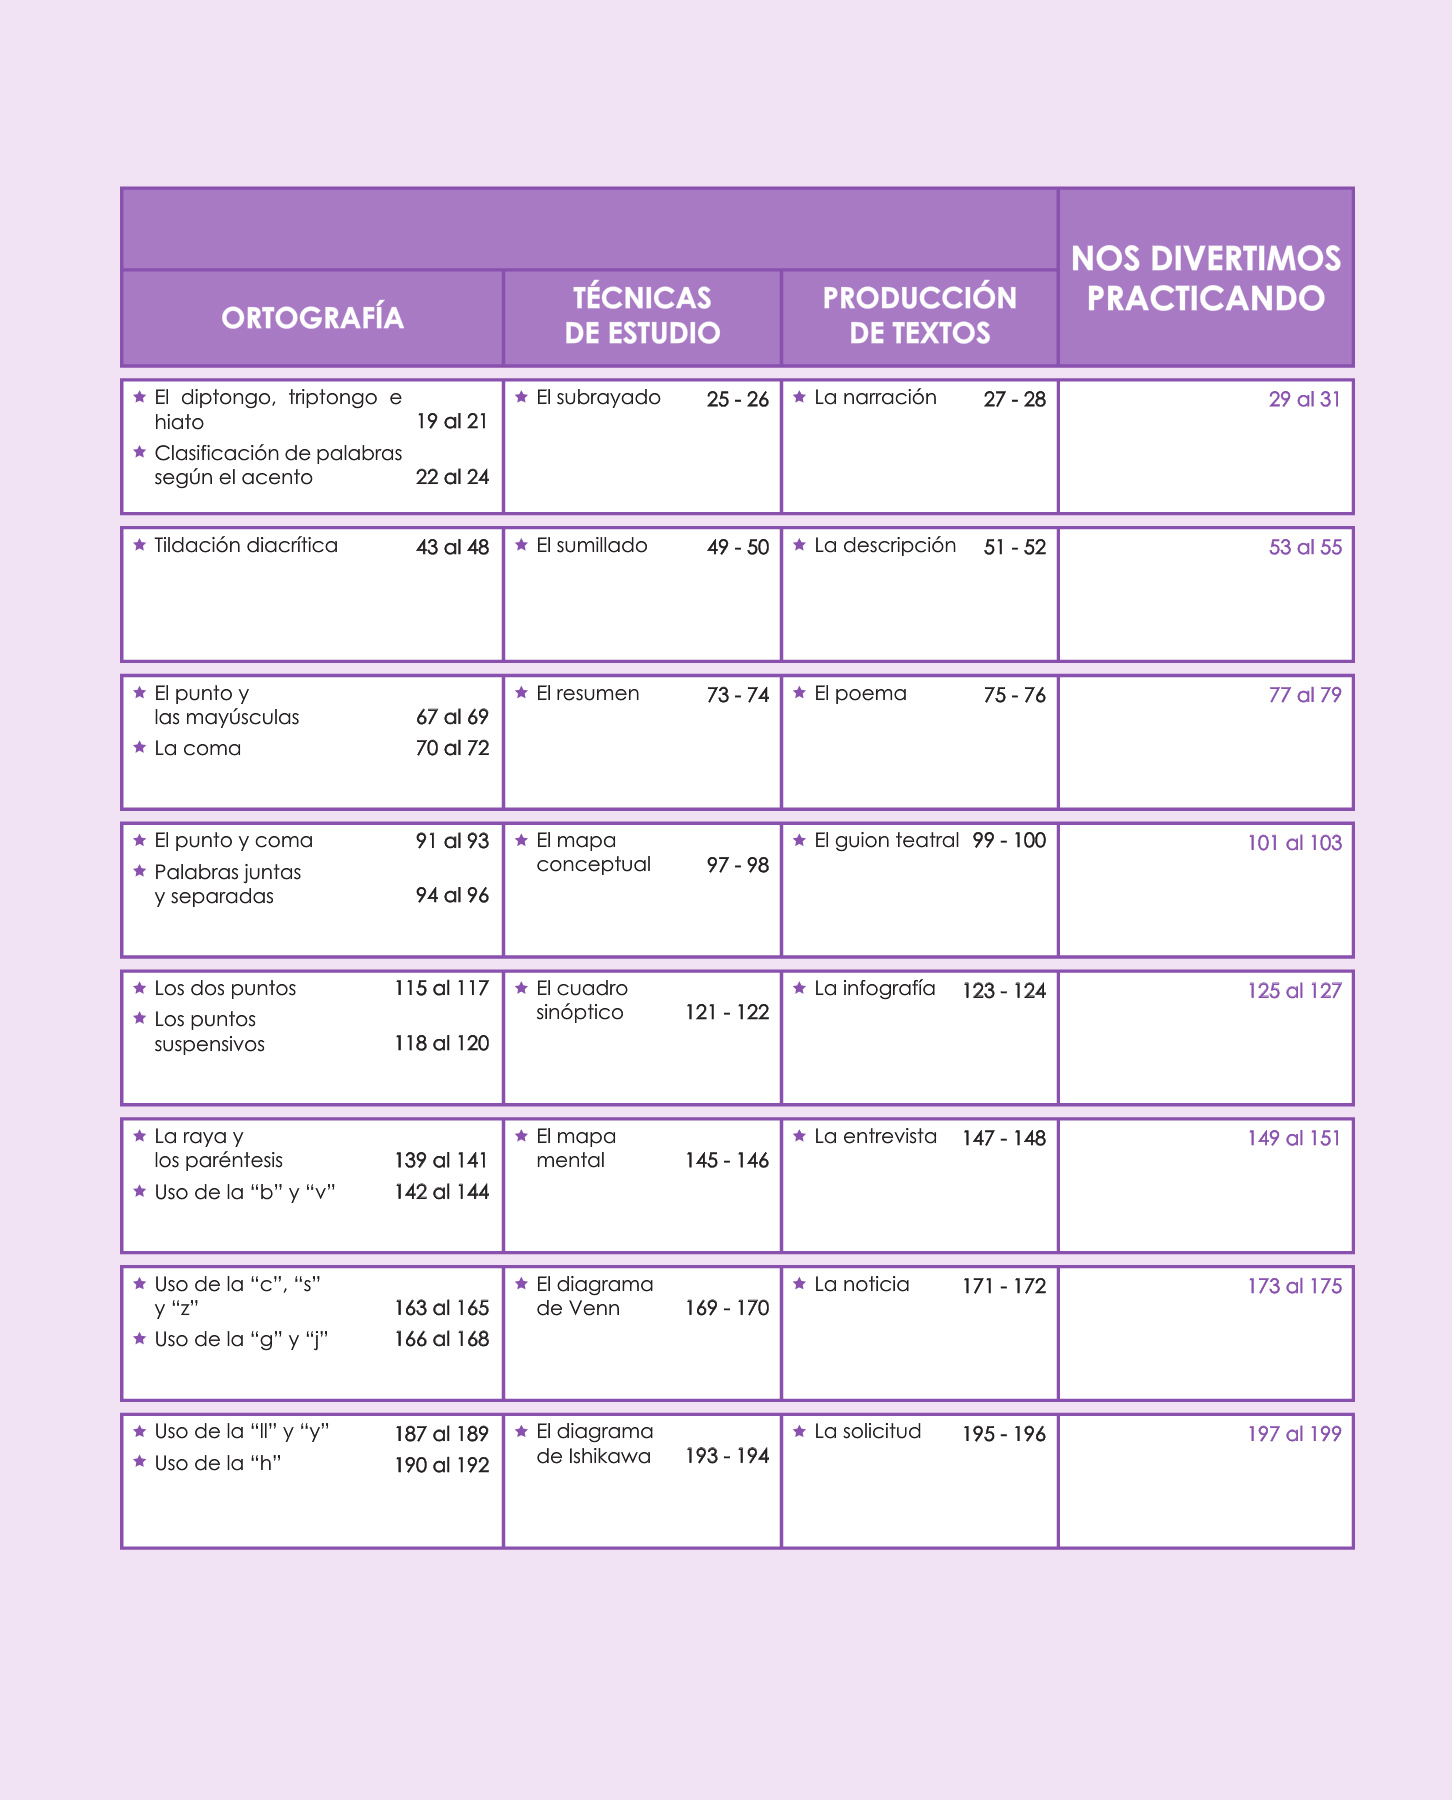 NOS DIVERTIMOS
PRACTICANDO
ORTOGRAFÍA
TÉCNICAS
DE ESTUDIO
PRODUCCIÓN
DE TEXTOS
El diptongo, triptongo e
hiato 19 al 21
Clasificación de palabras
según el acento 22 al 24
El subrayado 25 - 26
La narración 27 - 28
29 al 31
Tildación diacrítica 43 al 48
El sumillado 49 - 50
La descripción 51 - 52
53 al 55
El punto y
las mayúsculas 67 al 69
La coma 70 al 72
El resumen 73 - 74
El poema 75 - 76
77 al 79
El punto y coma 91 al 93
Palabras juntas
y separadas 94 al 96
El mapa
conceptual 97 - 98
El guion teatral 99 - 100
101 al 103
Los dos puntos 115 al 117
Los puntos
suspensivos 118 al 120
El cuadro
sinóptico 121 - 122
La infografía 123 - 124
125 al 127
La raya y
los paréntesis 139 al 141
Uso de la “b” y “v” 142 al 144
El mapa
mental 145 - 146
La entrevista 147 - 148
149 al 151
Uso de la “c”, “s”
y “z” 163 al 165
Uso de la “g” y “j” 166 al 168
El diagrama
de Venn 169 - 170
La noticia 171 - 172
173 al 175
Uso de la “ll” y “y” 187 al 189
Uso de la “h” 190 al 192
El diagrama
de Ishikawa 193 - 194
La solicitud 195 - 196
197 al 199